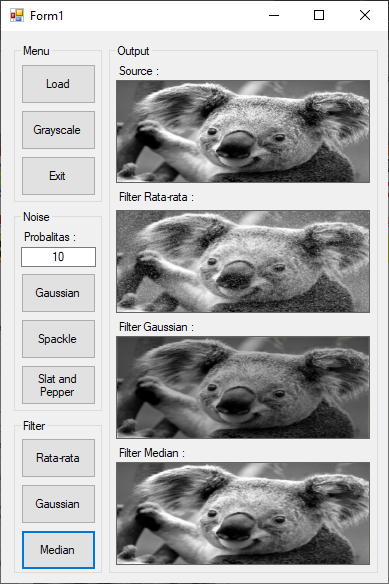 Form1
Menu
Load
Grayscale
Exit
Noise
Probalitas :
10
Gaussian
Spackle
Slat and
Pepper
Filter
Rata-rata
Gaussian
Median
Output
Source :
Filter Rata-rata :
Filter Gaussian :
Filter Median :